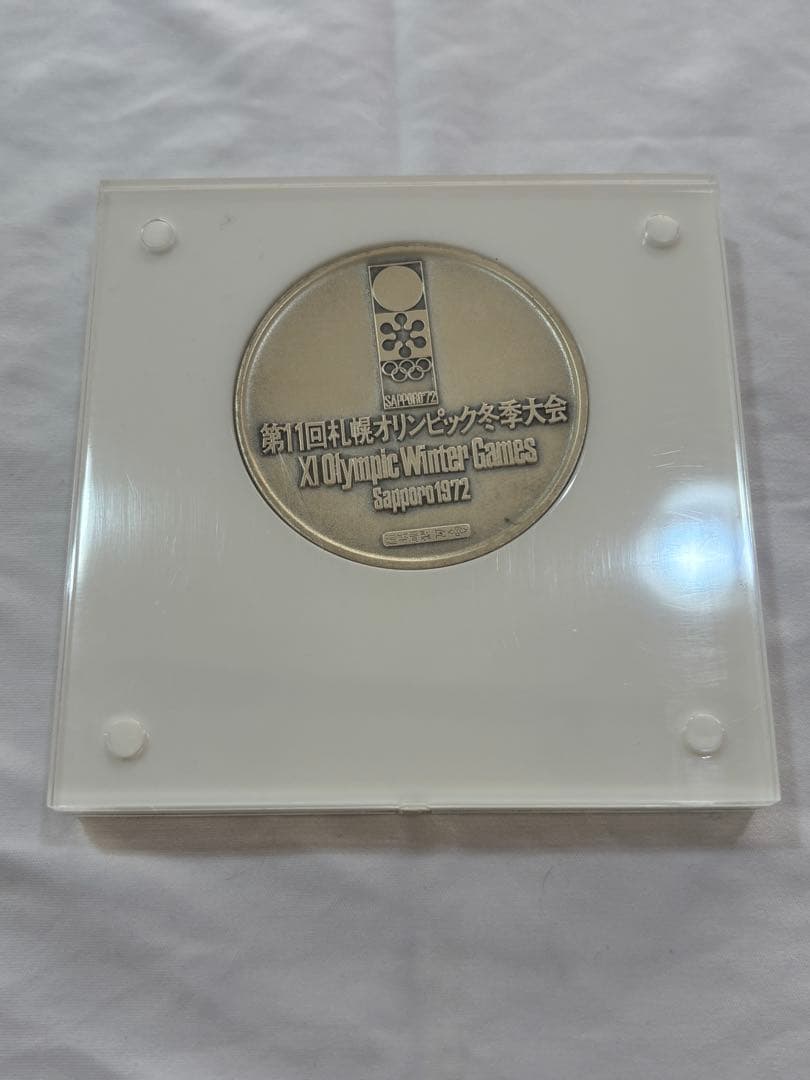 SAPPORO'72
第11回札幌オリンピック冬季大会
XI Olympic Winter Games
Sapporo 1972